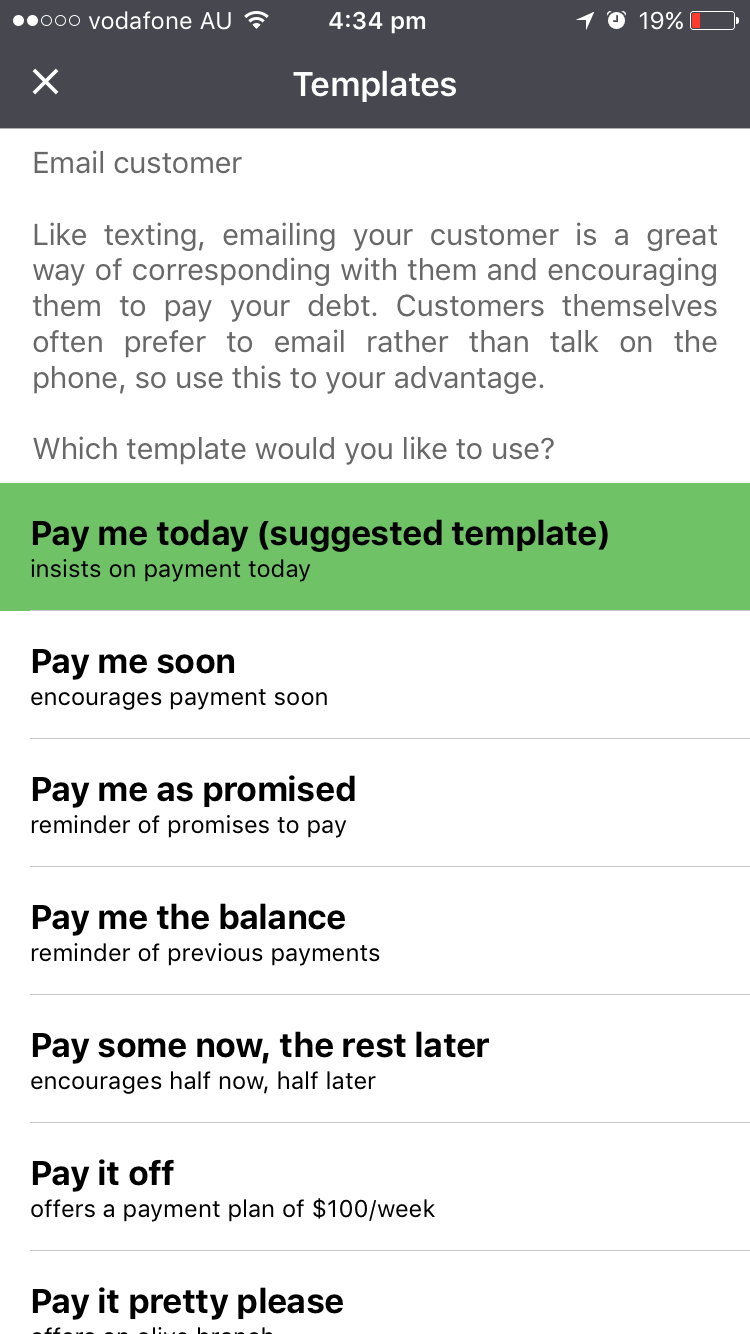 vodafone AU 4:34 pm 19%
Templates
Email customer
Like texting, emailing your customer is a great
way of corresponding with them and encouraging
them to pay your debt. Customers themselves
often prefer to email rather than talk on the
phone, so use this to your advantage.
Which template would you like to use?
Pay me today (suggested template)
insists on payment today
Pay me soon
encourages payment soon
Pay me as promised
reminder of promises to pay
Pay me the balance
reminder of previous payments
Pay some now, the rest later
encourages half now, half later
Pay it off
offers a payment plan of $100/week
Pay it pretty please
offers an olive branch